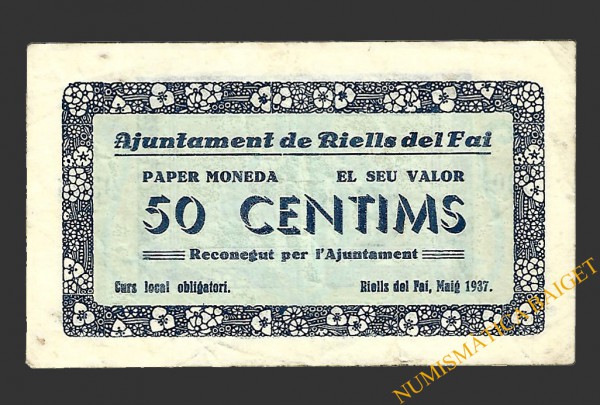 Ajuntament de Riells del Fai
PAPER MONEDA EL SEU VALOR
50 CENTIMS
Reconegut per l'Ajuntament
Curs local obligatori. Riells del Fai, Maig 1937.
NUMISMATICA BAIGET